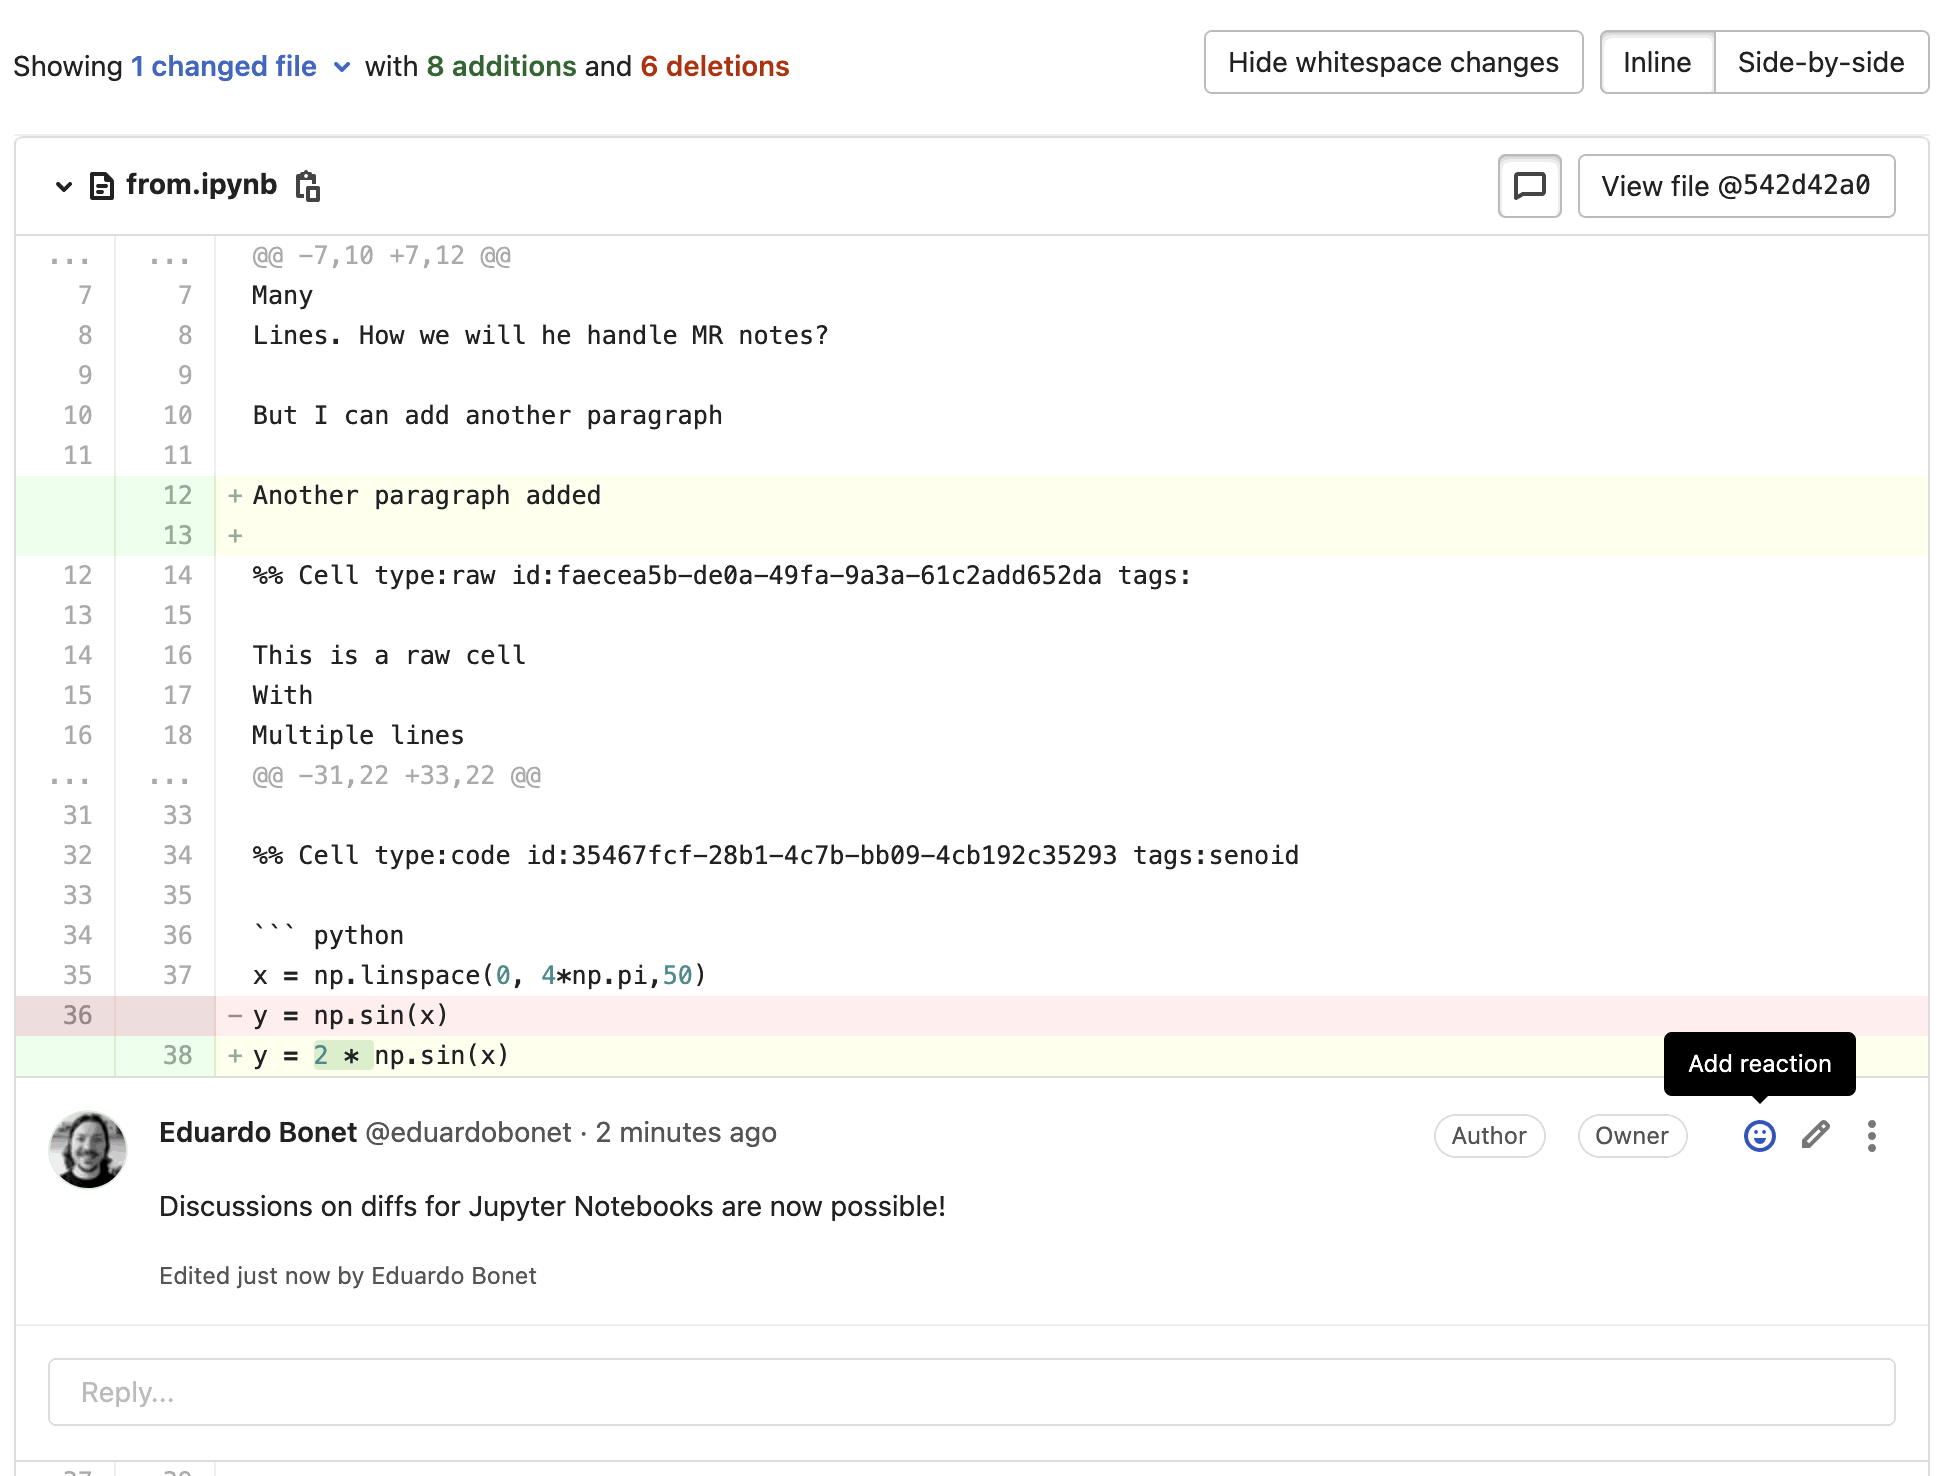 Showing 1 changed file with 8 additions and 6 deletions
Hide whitespace changes
Inline
Side-by-side
from.ipynb
View file @542d42a0
... ... @@ -7,10 +7,12 @@
7 7 Many
8 8 Lines. How we will he handle MR notes?
9 9
10 10 But I can add another paragraph
11 11
12 + Another paragraph added
13 +
12 14 %% Cell type:raw id:faecea5b-de0a-49fa-9a3a-61c2add652da tags:
13 15
14 16 This is a raw cell
15 17 With
16 18 Multiple lines
... ... @@ -31,22 +33,22 @@
31 33
32 34 %% Cell type:code id:35467fcf-28b1-4c7b-bb09-4cb192c35293 tags:senoid
33 35
34 36 ``` python
35 37 x = np.linspace(0, 4*np.pi,50)
36 - y = np.sin(x)
38 + y = 2 * np.sin(x)
Add reaction
Eduardo Bonet @eduardobonet · 2 minutes ago
Author
Owner
Discussions on diffs for Jupyter Notebooks are now possible!
Edited just now by Eduardo Bonet
Reply...